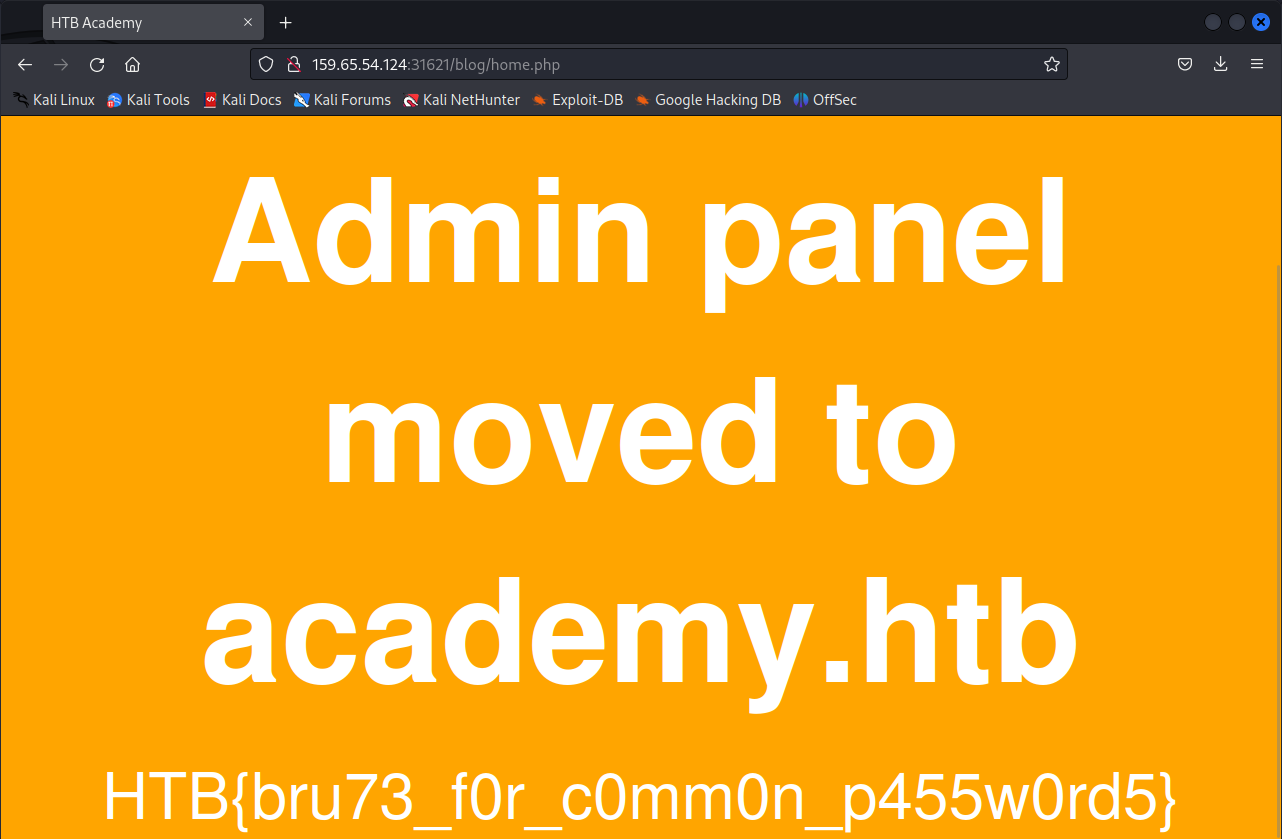 HTB Academy
159.65.54.124:31621/blog/home.php
Kali Linux Kali Tools Kali Docs Kali Forums Kali NetHunter Exploit-DB Google Hacking DB OffSec
Admin panel
moved to
academy.htb
HTB{bru73_f0r_c0mm0n_p455w0rd5}